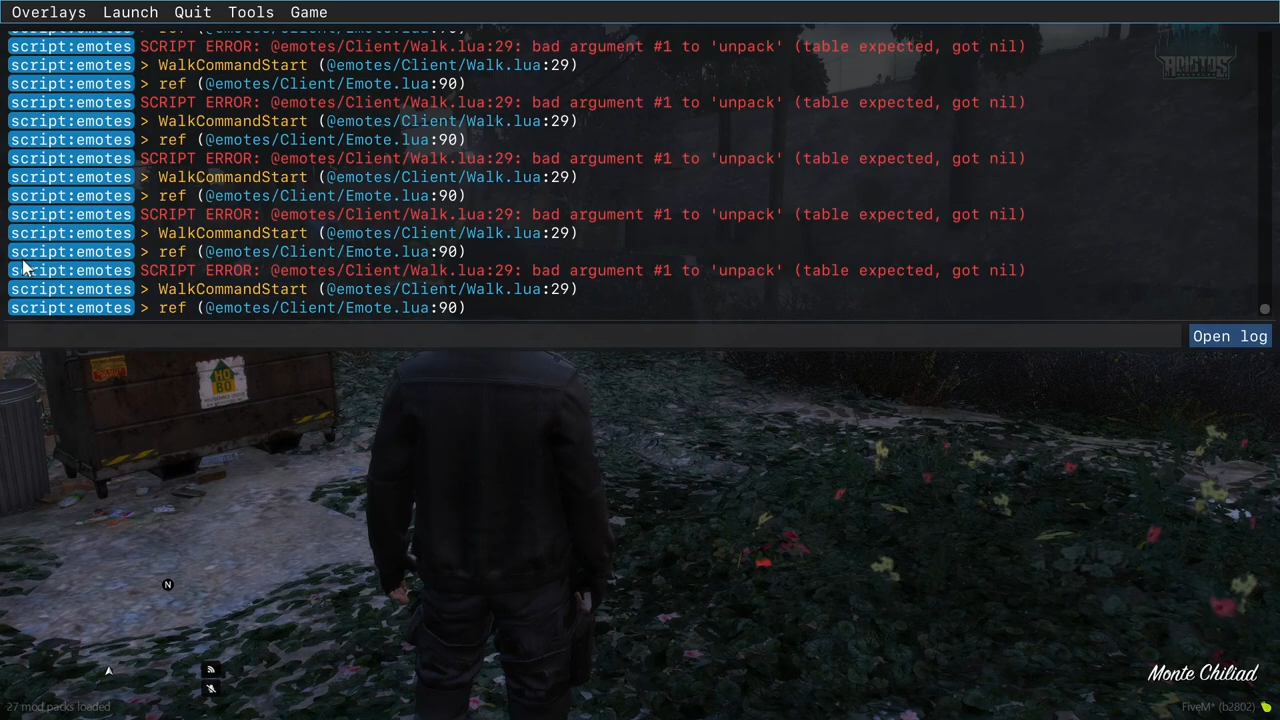 Overlays Launch Quit Tools Game
script:emotes SCRIPT ERROR: @emotes/Client/Walk.lua:29: bad argument #1 to 'unpack' (table expected, got nil)
script:emotes > WalkCommandStart (@emotes/Client/Walk.lua:29)
script:emotes > ref (@emotes/Client/Emote.lua:90)
script:emotes SCRIPT ERROR: @emotes/Client/Walk.lua:29: bad argument #1 to 'unpack' (table expected, got nil)
script:emotes > WalkCommandStart (@emotes/Client/Walk.lua:29)
script:emotes > ref (@emotes/Client/Emote.lua:90)
script:emotes SCRIPT ERROR: @emotes/Client/Walk.lua:29: bad argument #1 to 'unpack' (table expected, got nil)
script:emotes > WalkCommandStart (@emotes/Client/Walk.lua:29)
script:emotes > ref (@emotes/Client/Emote.lua:90)
script:emotes SCRIPT ERROR: @emotes/Client/Walk.lua:29: bad argument #1 to 'unpack' (table expected, got nil)
script:emotes > WalkCommandStart (@emotes/Client/Walk.lua:29)
script:emotes > ref (@emotes/Client/Emote.lua:90)
script:emotes SCRIPT ERROR: @emotes/Client/Walk.lua:29: bad argument #1 to 'unpack' (table expected, got nil)
script:emotes > WalkCommandStart (@emotes/Client/Walk.lua:29)
script:emotes > ref (@emotes/Client/Emote.lua:90)
Open log
HO
BO
N
Monte Chiliad
27 mod packs loaded
FiveM* (b2802)